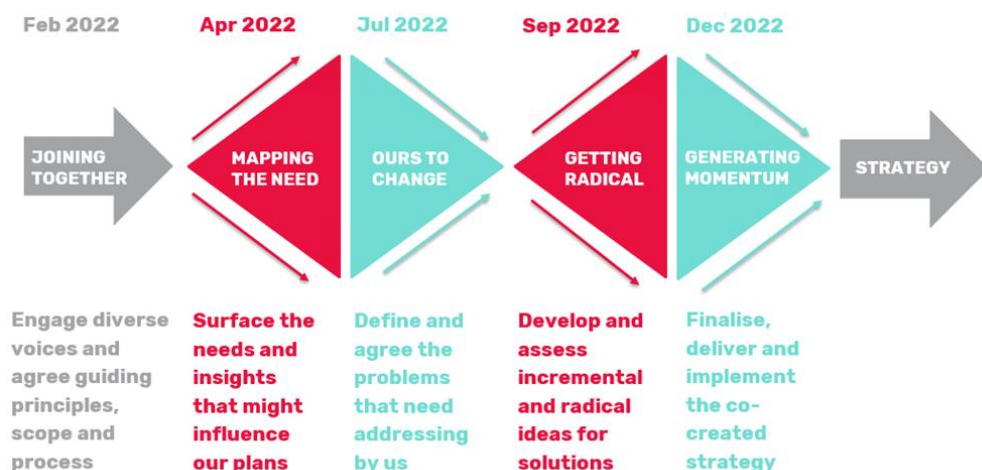 Feb 2022
Apr 2022
Jul 2022
Sep 2022
Dec 2022
JOINING
TOGETHER
MAPPING
THE NEED
OURS TO
CHANGE
GETTING
RADICAL
GENERATING
MOMENTUM
STRATEGY
Engage diverse
voices and
agree guiding
principles,
scope and
process
Surface the
needs and
insights
that might
influence
our plans
Define and
agree the
problems
that need
addressing
by us
Develop and
assess
incremental
and radical
ideas for
solutions
Finalise,
deliver and
implement
the co-
created
strategy